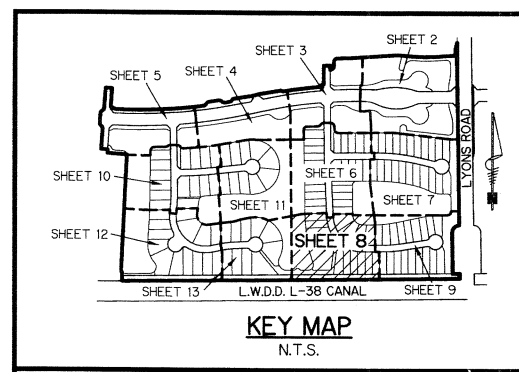 SHEET 2
SHEET 3
SHEET 4
SHEET 5
LYONS ROAD
SHEET 6
SHEET 10
SHEET 7
SHEET 11
SHEET 12
SHEET 8
SHEET 9
SHEET 13
L.W.D.D. L-38 CANAL
KEY MAP
N.T.S.
N